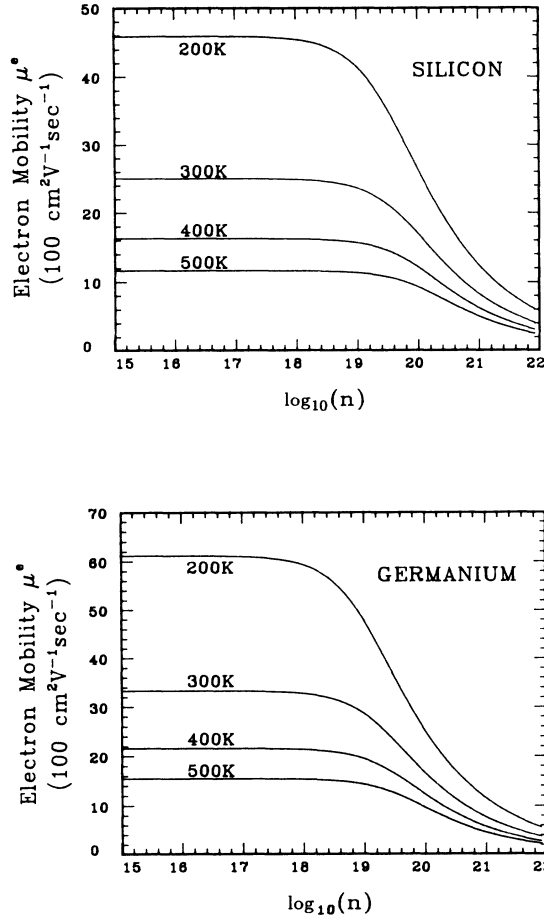 50
40
30
20
10
0
Electron Mobility μᵉ
(100 cm²V⁻¹sec⁻¹)
SILICON
200K
300K
400K
500K
15 16 17 18 19 20 21 22
log₁₀(n)
70
60
50
40
30
20
10
0
Electron Mobility μᵉ
(100 cm²V⁻¹sec⁻¹)
GERMANIUM
200K
300K
400K
500K
15 16 17 18 19 20 21 22
log₁₀(n)